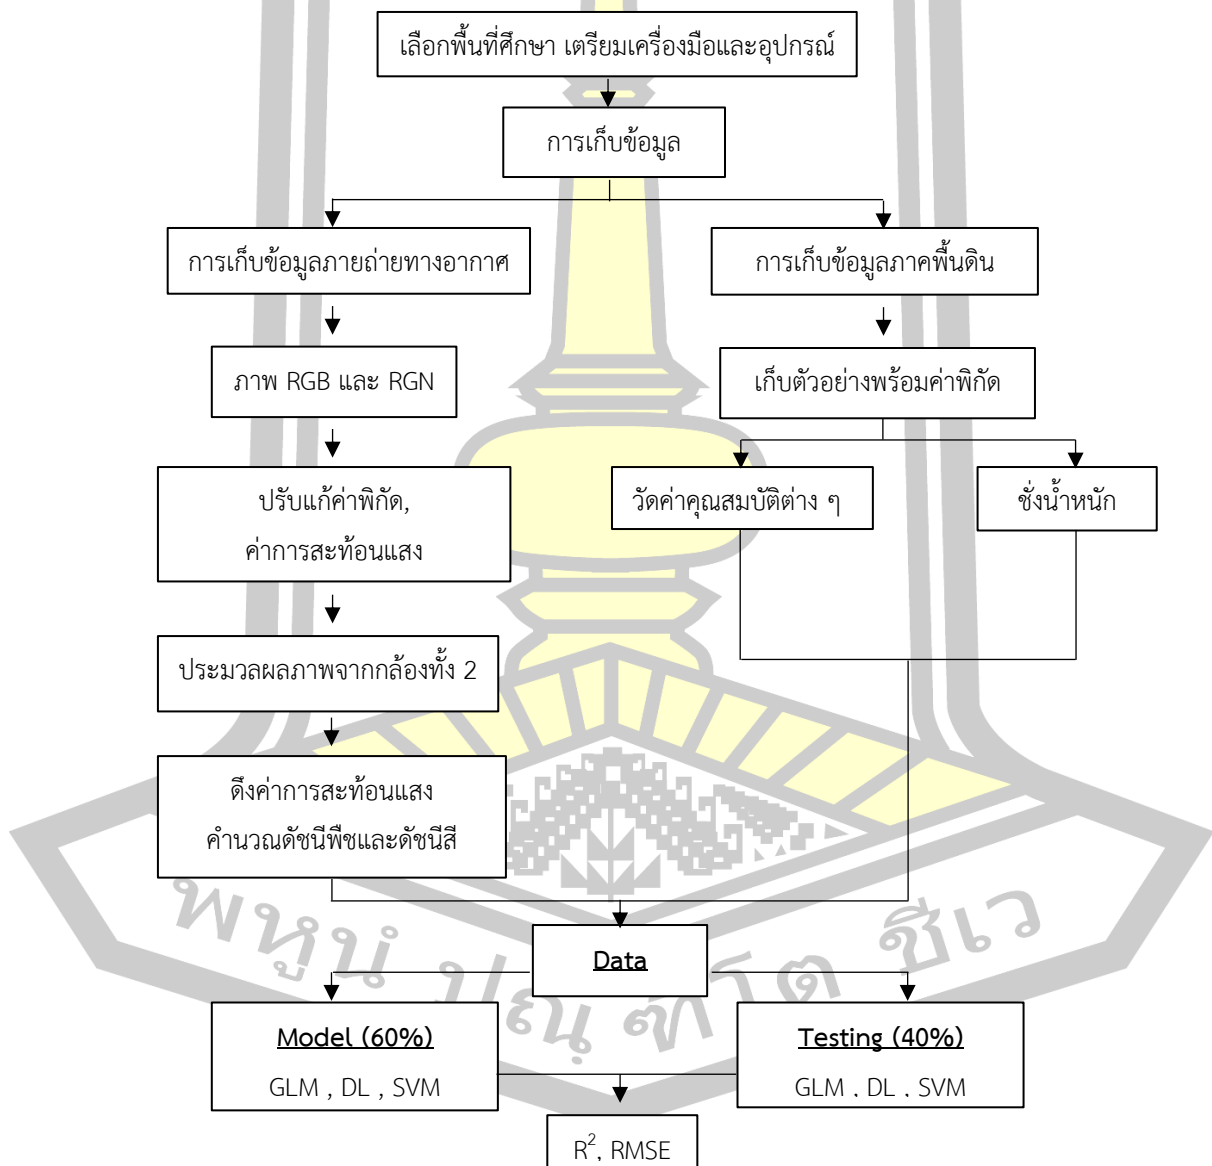 เลือกพื้นที่ศึกษา เตรียมเครื่องมือและอุปกรณ์
การเก็บข้อมูล
การเก็บข้อมูลภายถ่ายทางอากาศ
การเก็บข้อมูลภาคพื้นดิน
ภาพ RGB และ RGN
เก็บตัวอย่างพร้อมค่าพิกัด
ปรับแก้ค่าพิกัด,
ค่าการสะท้อนแสง
วัดค่าคุณสมบัติต่าง ๆ
ชั่งน้ำหนัก
ประมวลผลภาพจากกล้องทั้ง 2
ดึงค่าการสะท้อนแสง
คำนวณดัชนีพืชและดัชนีสี
พหูนํ ปณฺฑิโต ชีเว
Data
Model (60%)
GLM , DL , SVM
Testing (40%)
GLM , DL , SVM
R², RMSE